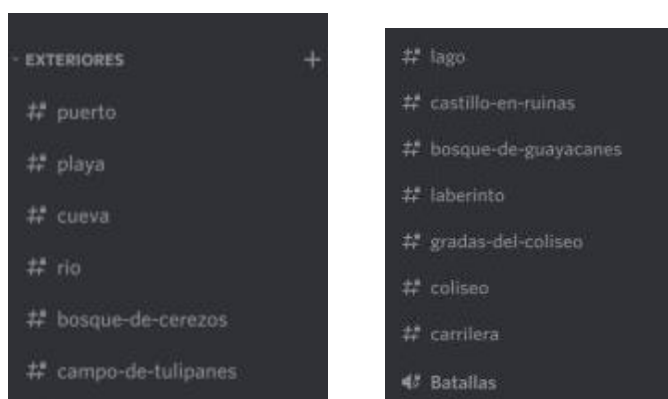 EXTERIORES
puerto
playa
cueva
rio
bosque-de-cerezos
campo-de-tulipanes
lago
castillo-en-ruinas
bosque-de-guayacanes
laberinto
gradas-del-coliseo
coliseo
carrilera
Batallas